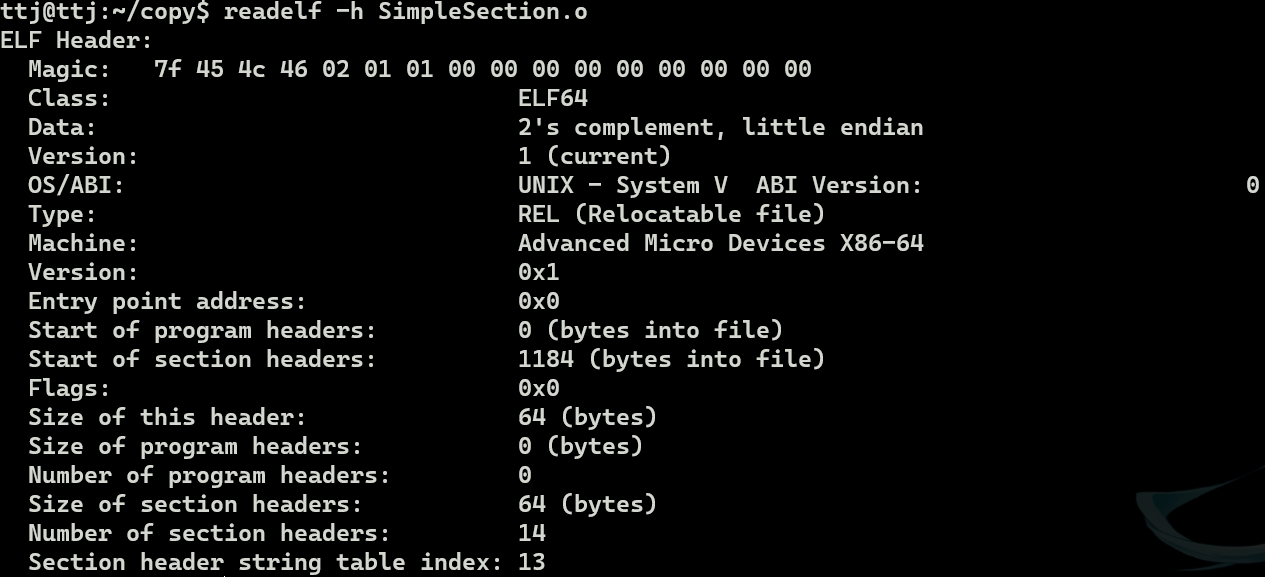 ttj@ttj:~/copy$ readelf -h SimpleSection.o
ELF Header:
  Magic:   7f 45 4c 46 02 01 01 00 00 00 00 00 00 00 00 00
  Class:                             ELF64
  Data:                              2's complement, little endian
  Version:                           1 (current)
  OS/ABI:                            UNIX - System V  ABI Version:                       0
  Type:                              REL (Relocatable file)
  Machine:                           Advanced Micro Devices X86-64
  Version:                           0x1
  Entry point address:               0x0
  Start of program headers:          0 (bytes into file)
  Start of section headers:          1184 (bytes into file)
  Flags:                             0x0
  Size of this header:               64 (bytes)
  Size of program headers:           0 (bytes)
  Number of program headers:         0
  Size of section headers:           64 (bytes)
  Number of section headers:         14
  Section header string table index: 13